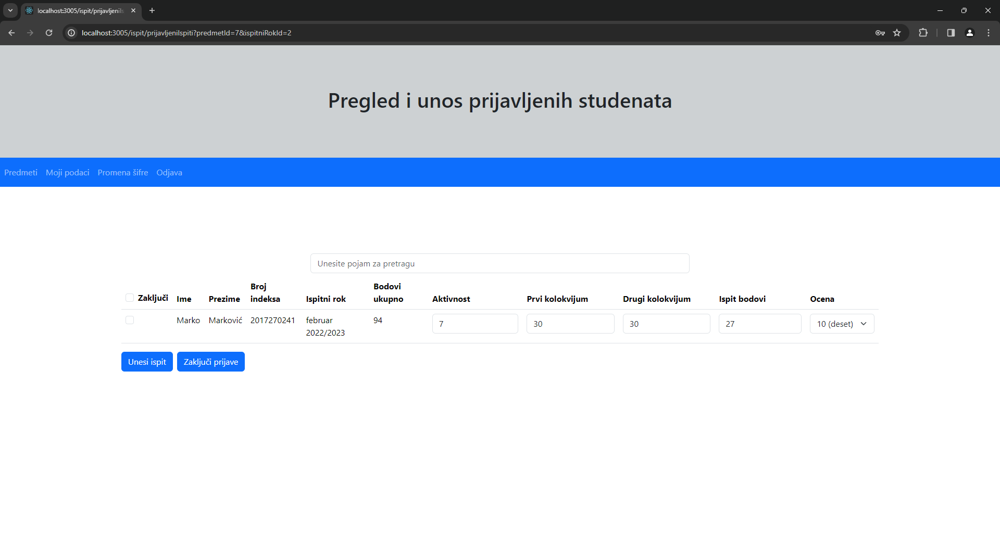 localhost:3005/ispit/prijavljeniIs
localhost:3005/ispit/prijavljeniIspiti?predmetId=7&ispitniRokId=2
Pregled i unos prijavljenih studenata
Predmeti Moji podaci Promena šifre Odjava
Unesite pojam za pretragu
Zaključi Ime Prezime Broj indeksa Ispitni rok Bodovi ukupno Aktivnost Prvi kolokvijum Drugi kolokvijum Ispit bodovi Ocena
Marko Marković 2017270241 februar 2022/2023 94 7 30 30 27 10 (deset)
Unesi ispit Zaključi prijave